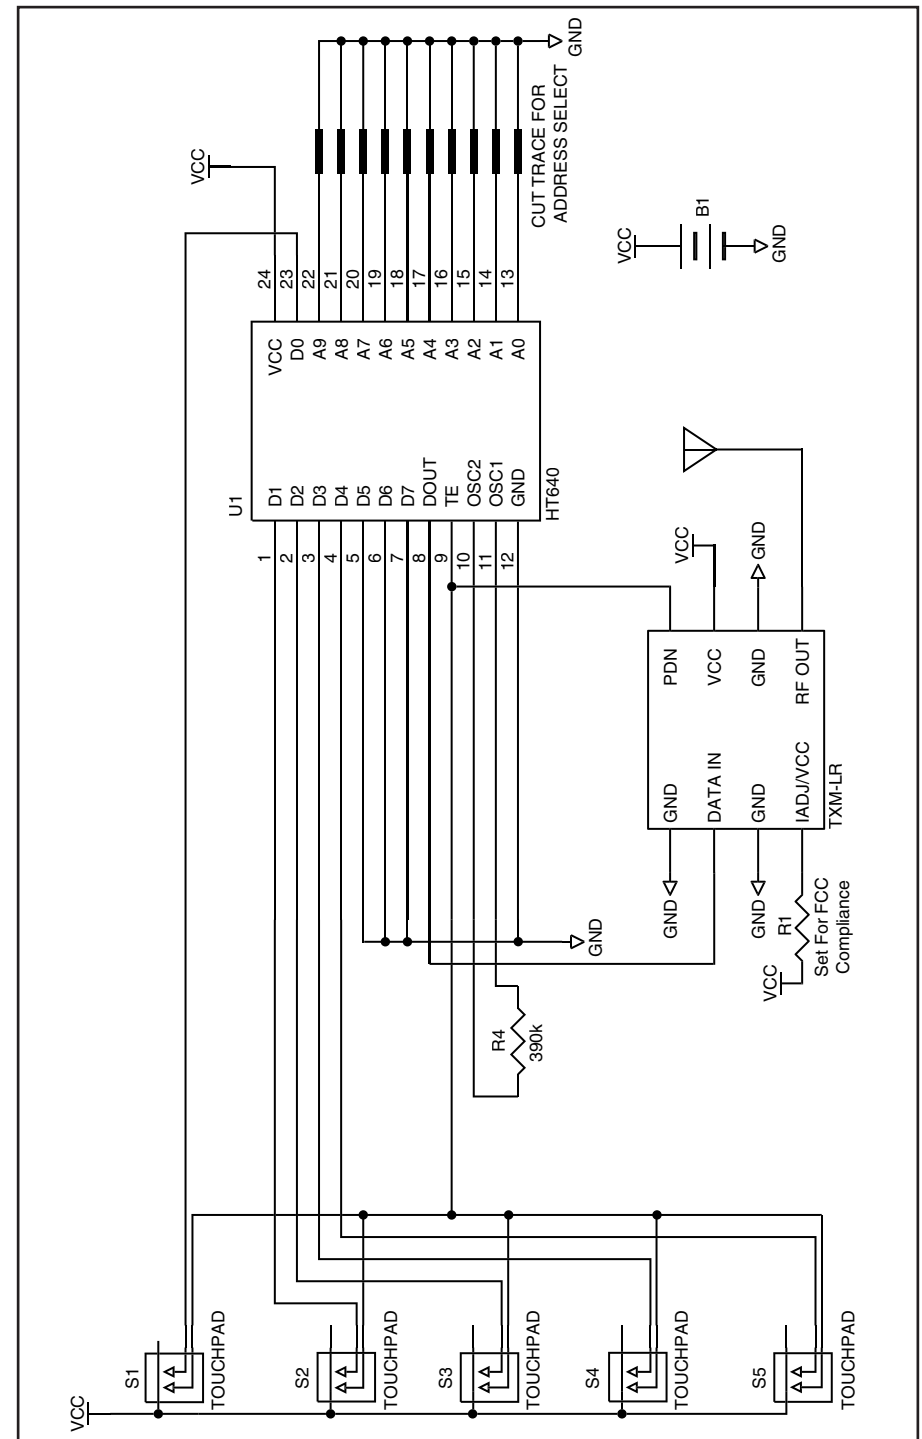 VCC
S1
TOUCHPAD
S2
TOUCHPAD
S3
TOUCHPAD
S4
TOUCHPAD
S5
TOUCHPAD
R4
390k
GND
U1
HT640
1
2
3
4
5
6
7
8
9
10
11
12
D1
D2
D3
D4
D5
D6
D7
DOUT
TE
OSC2
OSC1
GND
VCC
D0
A9
A8
A7
A6
A5
A4
A3
A2
A1
A0
24
23
22
21
20
19
18
17
16
15
14
13
VCC
GND
CUT TRACE FOR
ADDRESS SELECT
VCC
B1
GND
GND
GND
VCC
R1
Set For FCC
Compliance
GND
DATA IN
GND
IADJ/VCC
TXM-LR
PDN
VCC
GND
RF OUT
VCC
GND